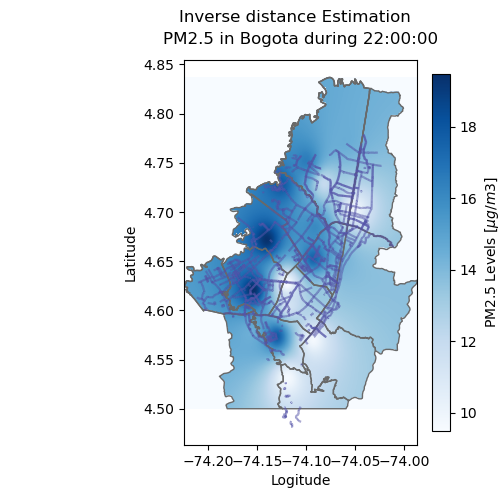 Inverse distance Estimation
PM2.5 in Bogota during 22:00:00
4.85
4.80
4.75
4.70
4.65
4.60
4.55
4.50
Latitude
−74.20−74.15−74.10−74.05−74.00
Logitude
18
16
14
12
10
PM2.5 Levels [μg/m3]